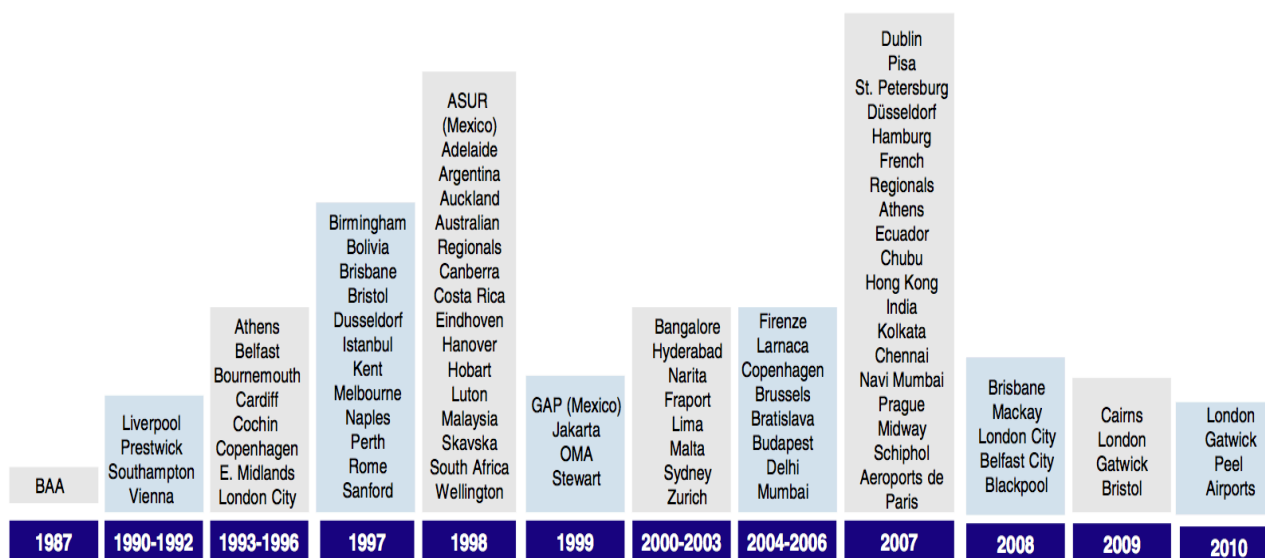 BAA
1987
Liverpool
Prestwick
Southampton
Vienna
1990-1992
Athens
Belfast
Bournemouth
Cardiff
Cochin
Copenhagen
E. Midlands
London City
1993-1996
Birmingham
Bolivia
Brisbane
Bristol
Dusseldorf
Istanbul
Kent
Melbourne
Naples
Perth
Rome
Sanford
1997
ASUR
(Mexico)
Adelaide
Argentina
Auckland
Australian
Regionals
Canberra
Costa Rica
Eindhoven
Hanover
Hobart
Luton
Malaysia
Skavska
South Africa
Wellington
1998
GAP (Mexico)
Jakarta
OMA
Stewart
1999
Bangalore
Hyderabad
Narita
Fraport
Lima
Malta
Sydney
Zurich
2000-2003
Firenze
Larnaca
Copenhagen
Brussels
Bratislava
Budapest
Delhi
Mumbai
2004-2006
Dublin
Pisa
St. Petersburg
Düsseldorf
Hamburg
French
Regionals
Athens
Ecuador
Chubu
Hong Kong
India
Kolkata
Chennai
Navi Mumbai
Prague
Midway
Schiphol
Aeroports de
Paris
2007
Brisbane
Mackay
London City
Belfast City
Blackpool
2008
Cairns
London
Gatwick
Bristol
2009
London
Gatwick
Peel
Airports
2010